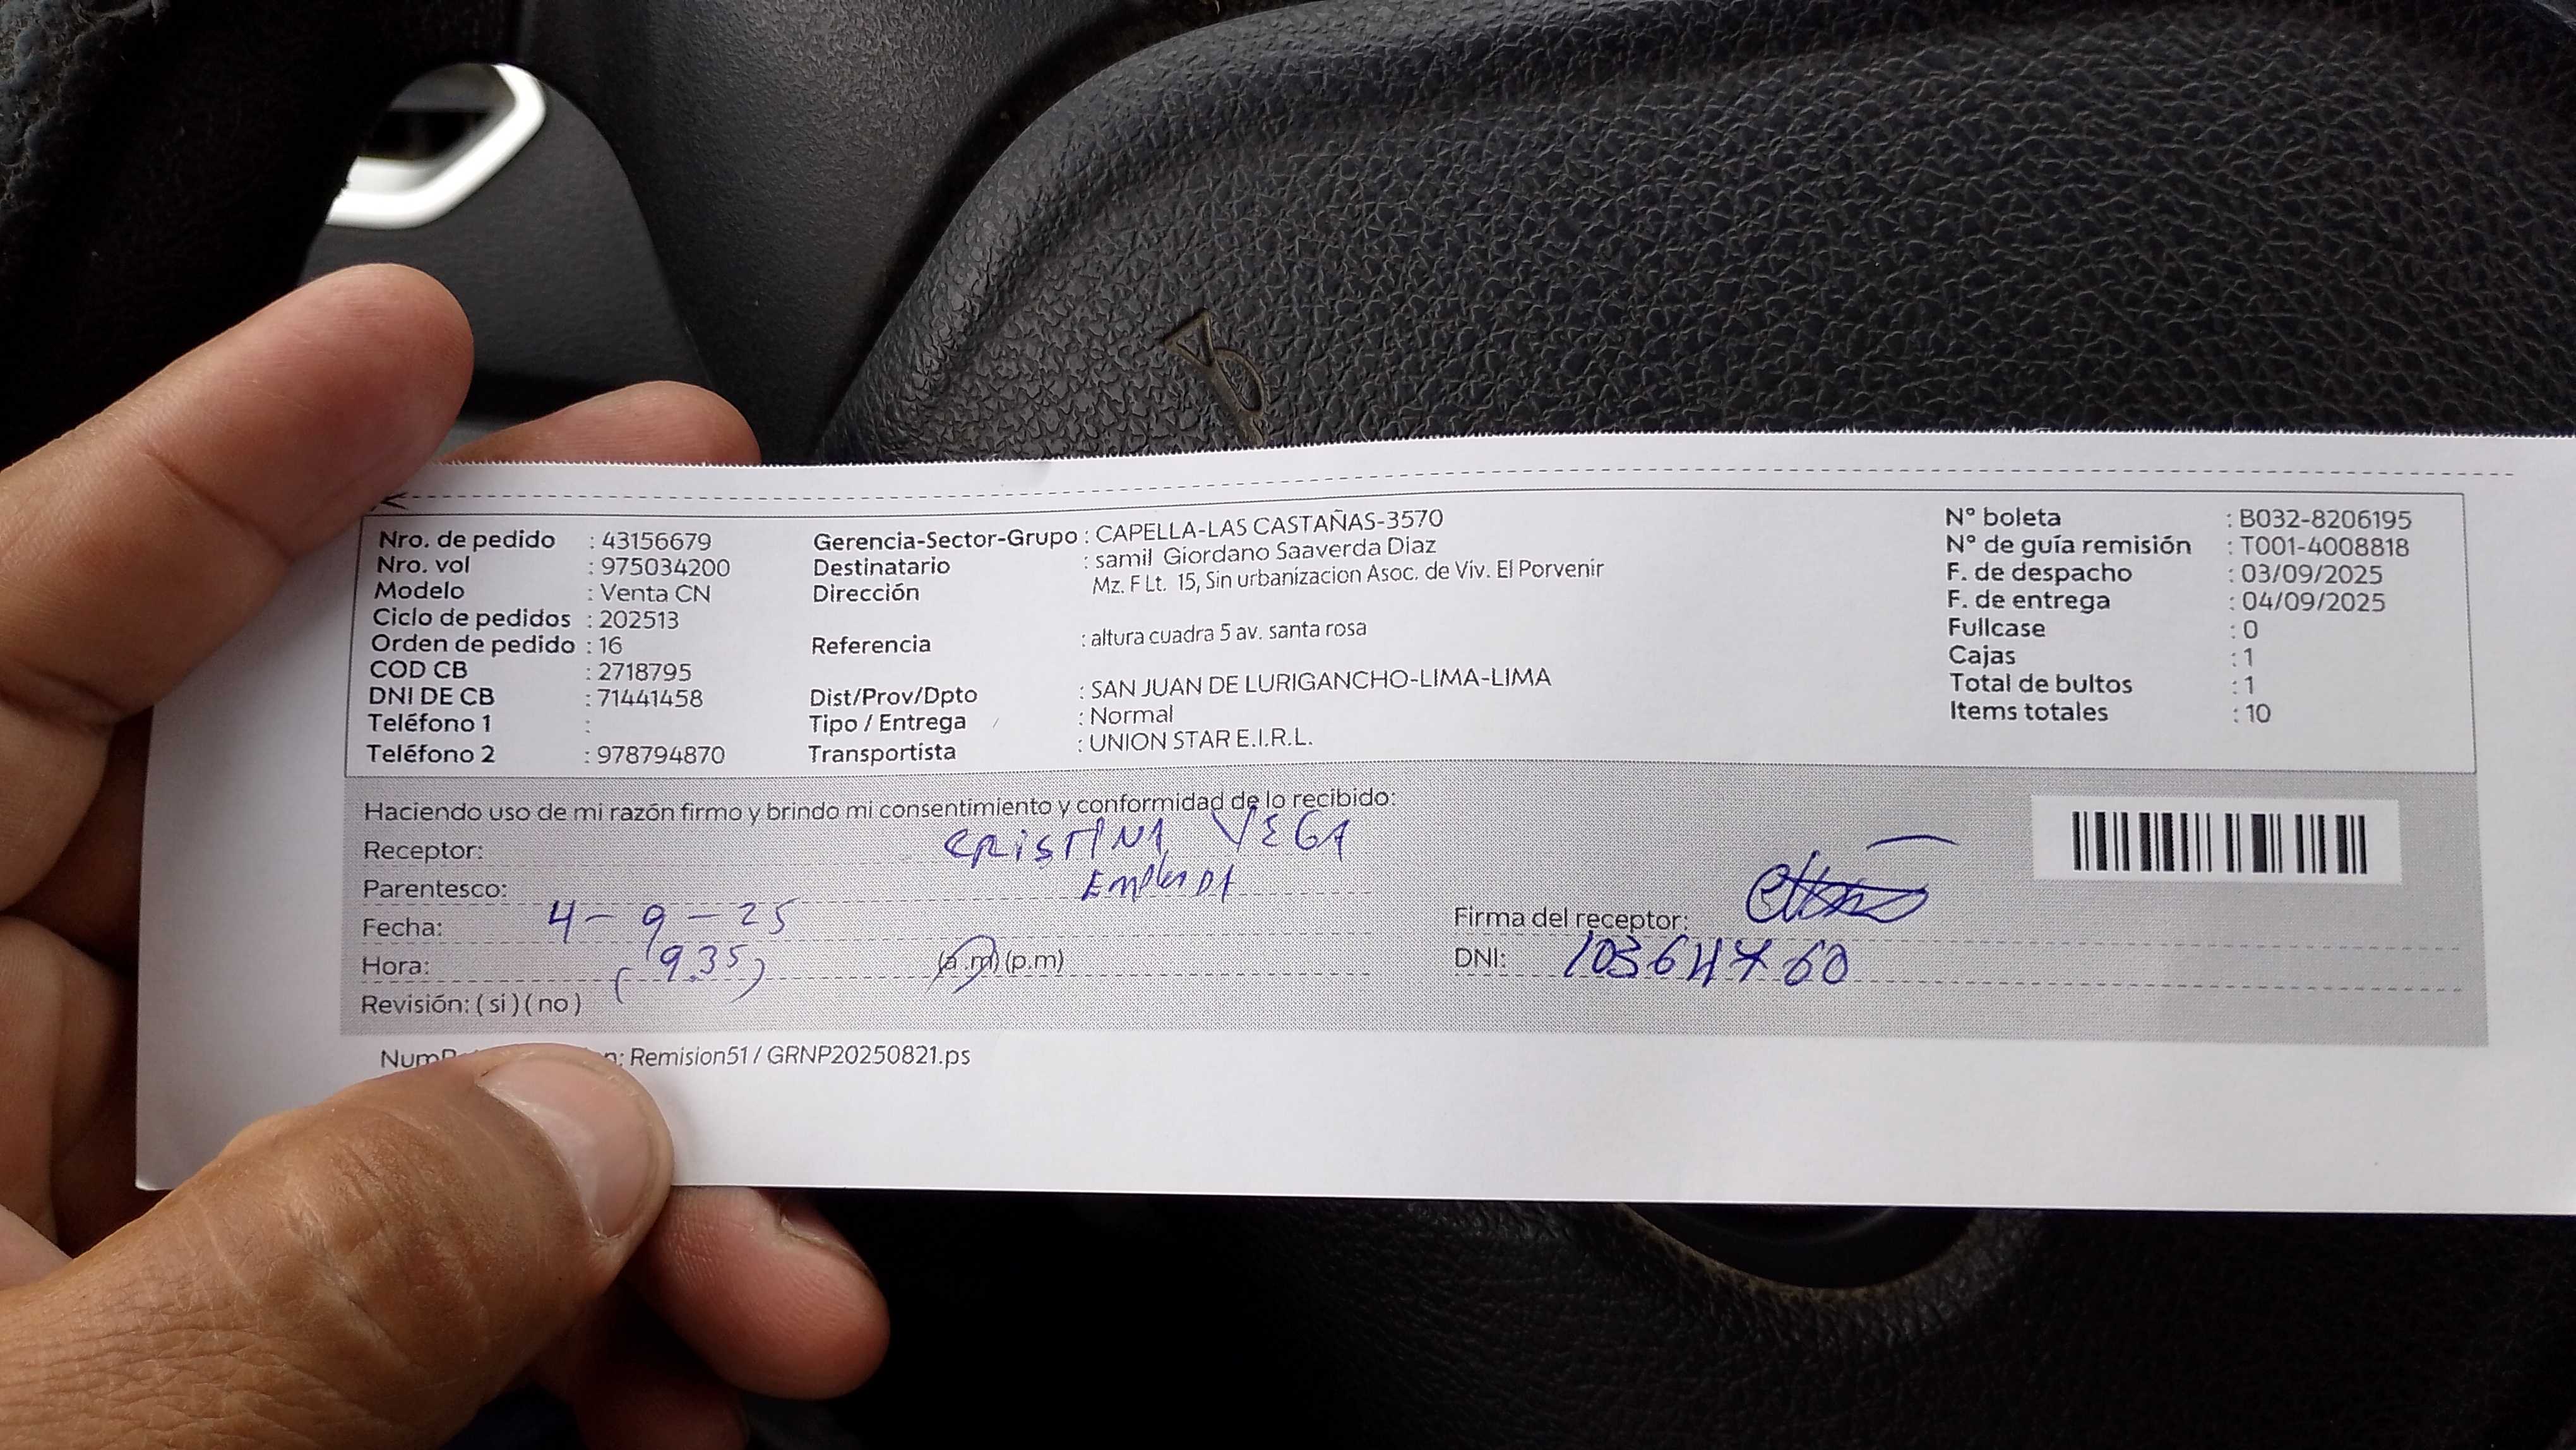 Nro. de pedido : 43156679
Nro. vol : 975034200
Modelo : Venta CN
Ciclo de pedidos : 202513
Orden de pedido : 16
COD CB : 2718795
DNI DE CB : 71441458
Teléfono 1 :
Teléfono 2 : 978794870
Gerencia-Sector-Grupo : CAPELLA-LAS CASTAÑAS-3570
Destinatario : samil Giordano Saaverda Diaz
Dirección Mz. F Lt. 15, Sin urbanizacion Asoc. de Viv. El Porvenir
Referencia : altura cuadra 5 av. santa rosa
Dist/Prov/Dpto : SAN JUAN DE LURIGANCHO-LIMA-LIMA
Tipo / Entrega : Normal
Transportista : UNION STAR E.I.R.L.
N° boleta : B032-8206195
N° de guía remisión : T001-4008818
F. de despacho : 03/09/2025
F. de entrega : 04/09/2025
Fullcase : 0
Cajas : 1
Total de bultos : 1
Items totales : 10
Haciendo uso de mi razón firmo y brindo mi consentimiento y conformidad de lo recibido:
Receptor: CRISTINA VEGA
Parentesco:
Fecha: 4-9-25
Hora: (9.35) (a.m) (p.m)
Revisión: ( si ) ( no )
Firma del receptor:
DNI:
Remision51 / GRNP20250821.ps